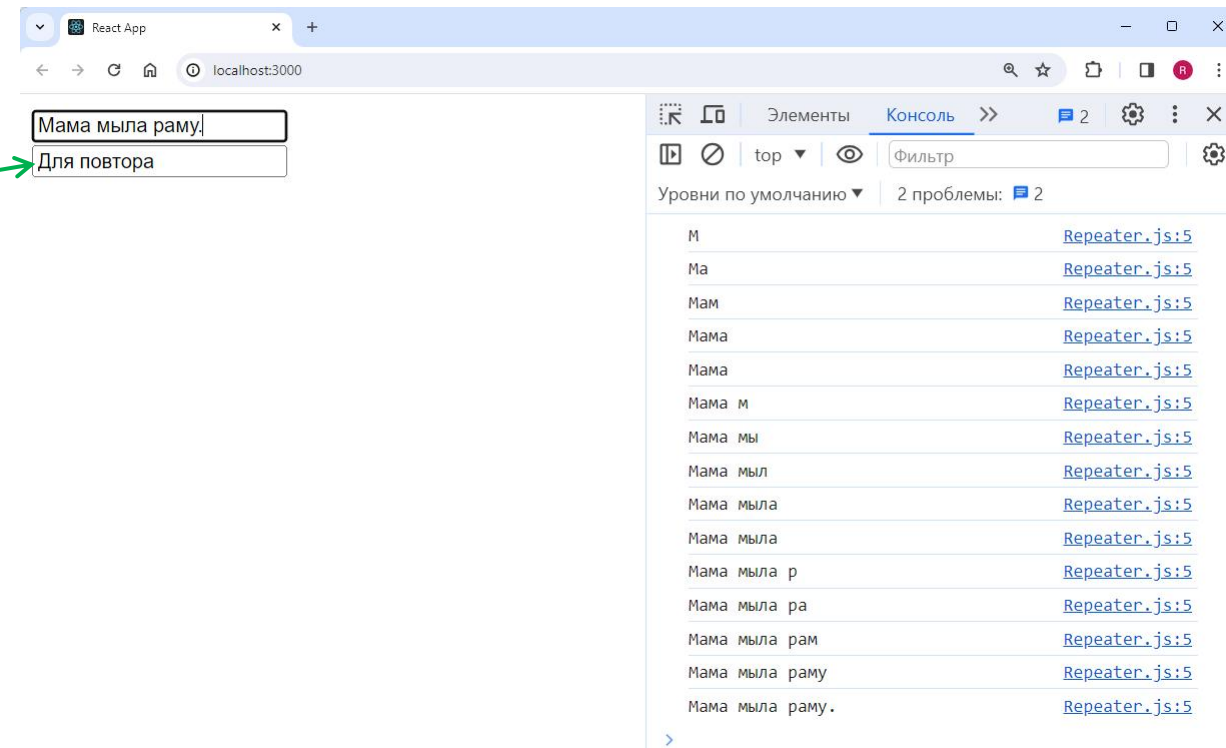 React App
localhost:3000
R
Мама мыла раму.
Для повтора
Элементы Консоль 2
top Фильтр
Уровни по умолчанию 2 проблемы: 2
М Repeater.js:5
Ма Repeater.js:5
Мам Repeater.js:5
Мама Repeater.js:5
Мама Repeater.js:5
Мама м Repeater.js:5
Мама мы Repeater.js:5
Мама мыл Repeater.js:5
Мама мыла Repeater.js:5
Мама мыла Repeater.js:5
Мама мыла р Repeater.js:5
Мама мыла ра Repeater.js:5
Мама мыла рам Repeater.js:5
Мама мыла раму Repeater.js:5
Мама мыла раму. Repeater.js:5